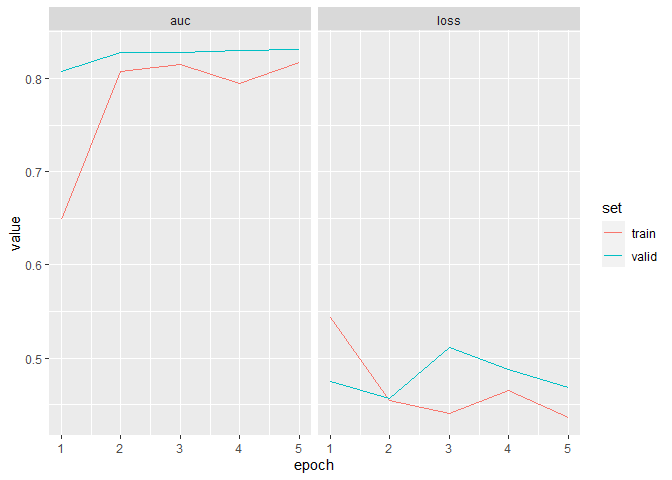 auc loss
value
0.8
0.7
0.6
0.5
1 2 3 4 5 1 2 3 4 5
epoch
set
train
valid